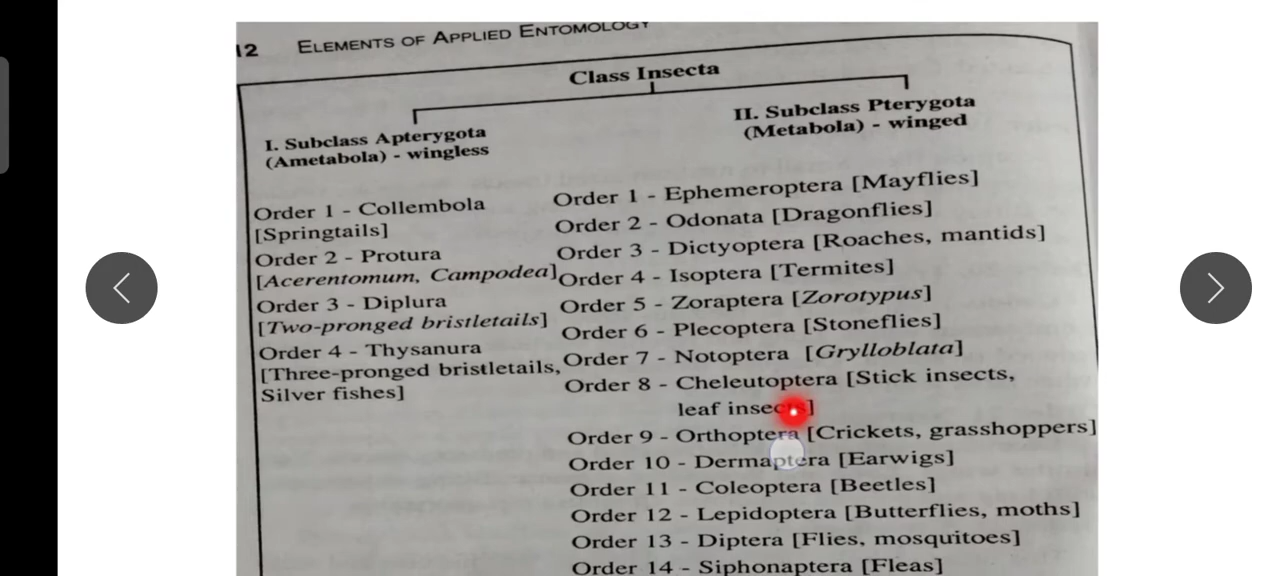 12 ELEMENTS OF APPLIED ENTOMOLOGY
Class Insecta
I. Subclass Apterygota
(Ametabola) - wingless
Order 1 - Collembola
[Springtails]
Order 2 - Protura
[Acerentomum, Campodea]
Order 3 - Diplura
[Two-pronged bristletails]
Order 4 - Thysanura
[Three-pronged bristletails,
Silver fishes]
II. Subclass Pterygota
(Metabola) - winged
Order 1 - Ephemeroptera [Mayflies]
Order 2 - Odonata [Dragonflies]
Order 3 - Dictyoptera [Roaches, mantids]
Order 4 - Isoptera [Termites]
Order 5 - Zoraptera [Zorotypus]
Order 6 - Plecoptera [Stoneflies]
Order 7 - Notoptera [Grylloblata]
Order 8 - Cheleutoptera [Stick insects,
leaf insects]
Order 9 - Orthoptera [Crickets, grasshoppers]
Order 10 - Dermaptera [Earwigs]
Order 11 - Coleoptera [Beetles]
Order 12 - Lepidoptera [Butterflies, moths]
Order 13 - Diptera [Flies, mosquitoes]
Order 14 - Siphonaptera [Fleas]